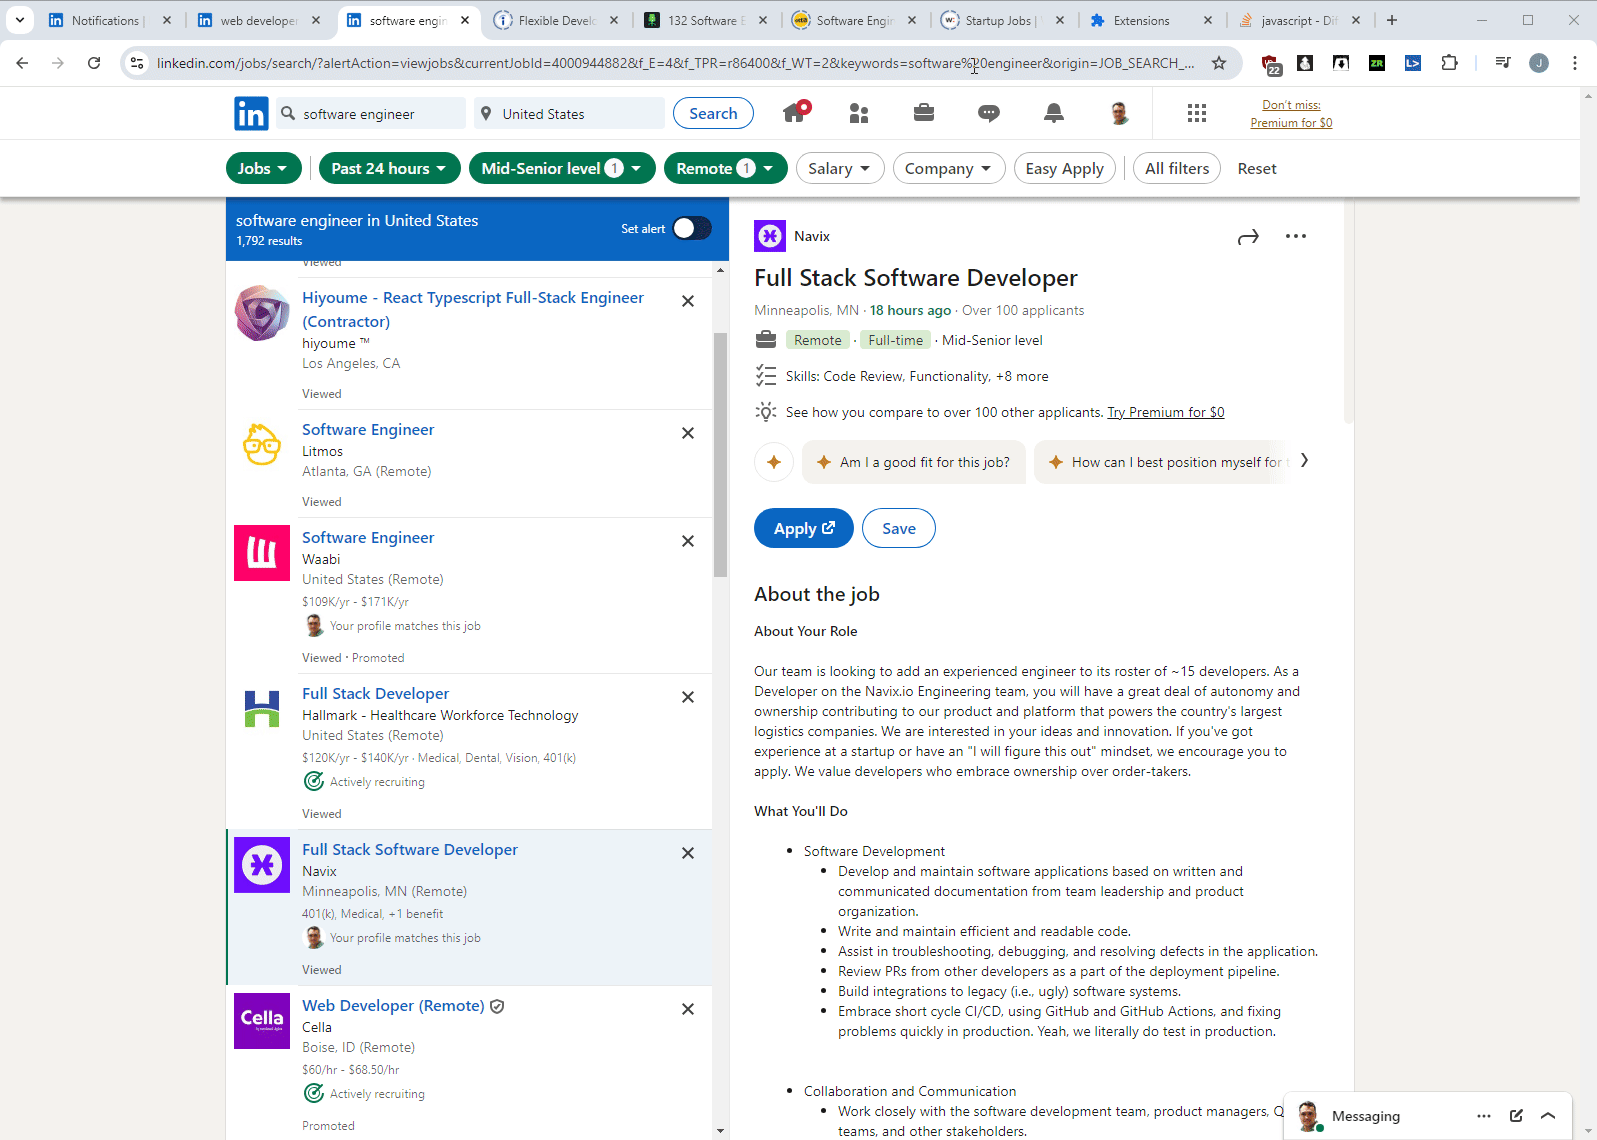 Notifications |
web developer
software engin
Flexible Develo
132 Software E
Software Engin
Startup Jobs |
Extensions
javascript - Dif
linkedin.com/jobs/search/?alertAction=viewjobs&currentJobId=4000944882&f_E=4&f_TPR=r86400&f_WT=2&keywords=software%20engineer&origin=JOB_SEARCH_...
22
ZR
L>
J
in
software engineer
United States
Search
Don't miss:
Premium for $0
Jobs
Past 24 hours
Mid-Senior level 1
Remote 1
Salary
Company
Easy Apply
All filters
Reset
software engineer in United States
1,792 results
Set alert
Viewed
Hiyoume - React Typescript Full-Stack Engineer
(Contractor)
hiyoume ™
Los Angeles, CA
Viewed
Software Engineer
Litmos
Atlanta, GA (Remote)
Viewed
Software Engineer
Waabi
United States (Remote)
$109K/yr - $171K/yr
Your profile matches this job
Viewed · Promoted
Full Stack Developer
Hallmark - Healthcare Workforce Technology
United States (Remote)
$120K/yr - $140K/yr · Medical, Dental, Vision, 401(k)
Actively recruiting
Viewed
Full Stack Software Developer
Navix
Minneapolis, MN (Remote)
401(k), Medical, +1 benefit
Your profile matches this job
Viewed
Cella
Web Developer (Remote)
Cella
Boise, ID (Remote)
$60/hr - $68.50/hr
Actively recruiting
Promoted
Navix
Full Stack Software Developer
Minneapolis, MN · 18 hours ago · Over 100 applicants
Remote · Full-time · Mid-Senior level
Skills: Code Review, Functionality, +8 more
See how you compare to over 100 other applicants. Try Premium for $0
Am I a good fit for this job?
How can I best position myself for t
Apply
Save
About the job
About Your Role
Our team is looking to add an experienced engineer to its roster of ~15 developers. As a
Developer on the Navix.io Engineering team, you will have a great deal of autonomy and
ownership contributing to our product and platform that powers the country's largest
logistics companies. We are interested in your ideas and innovation. If you've got
experience at a startup or have an "I will figure this out" mindset, we encourage you to
apply. We value developers who embrace ownership over order-takers.
What You'll Do
• Software Development
• Develop and maintain software applications based on written and
communicated documentation from team leadership and product
organization.
• Write and maintain efficient and readable code.
• Assist in troubleshooting, debugging, and resolving defects in the application.
• Review PRs from other developers as a part of the deployment pipeline.
• Build integrations to legacy (i.e., ugly) software systems.
• Embrace short cycle CI/CD, using GitHub and GitHub Actions, and fixing
problems quickly in production. Yeah, we literally do test in production.
• Collaboration and Communication
• Work closely with the software development team, product managers, Q
teams, and other stakeholders.
Messaging